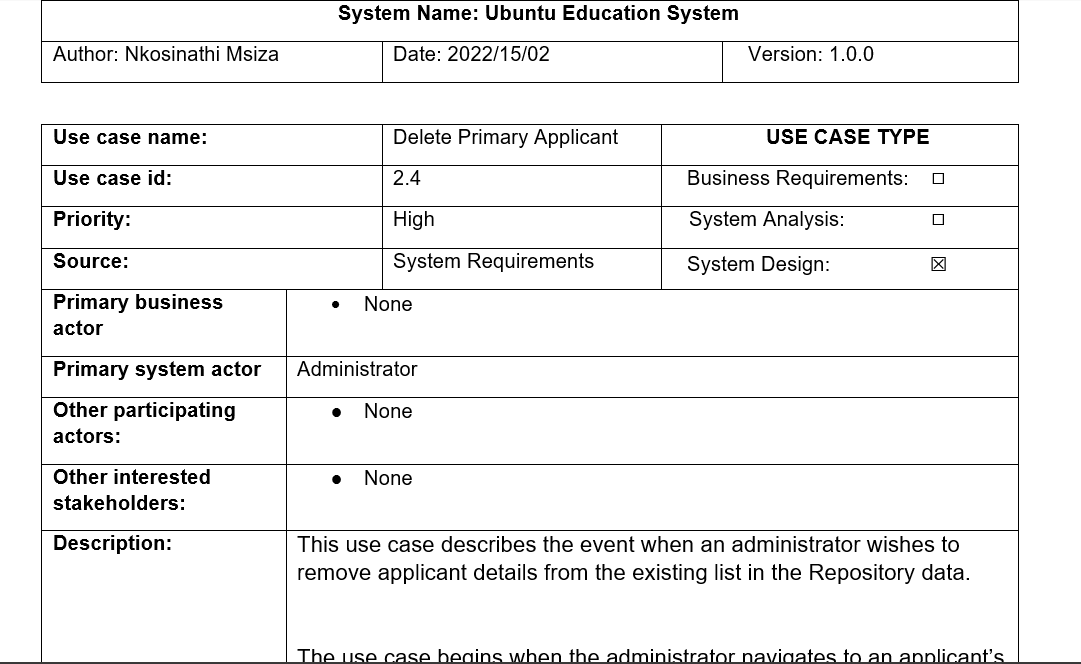 System Name: Ubuntu Education System
Author: Nkosinathi Msiza
Date: 2022/15/02
Version: 1.0.0
Use case name:
Delete Primary Applicant
USE CASE TYPE
Use case id:
2.4
Business Requirements: ☐
Priority:
High
System Analysis: ☐
Source:
System Requirements
System Design: ☒
Primary business
actor
● None
Primary system actor
Administrator
Other participating
actors:
● None
Other interested
stakeholders:
● None
Description:
This use case describes the event when an administrator wishes to
remove applicant details from the existing list in the Repository data.
The use case begins when the administrator navigates to an applicant's